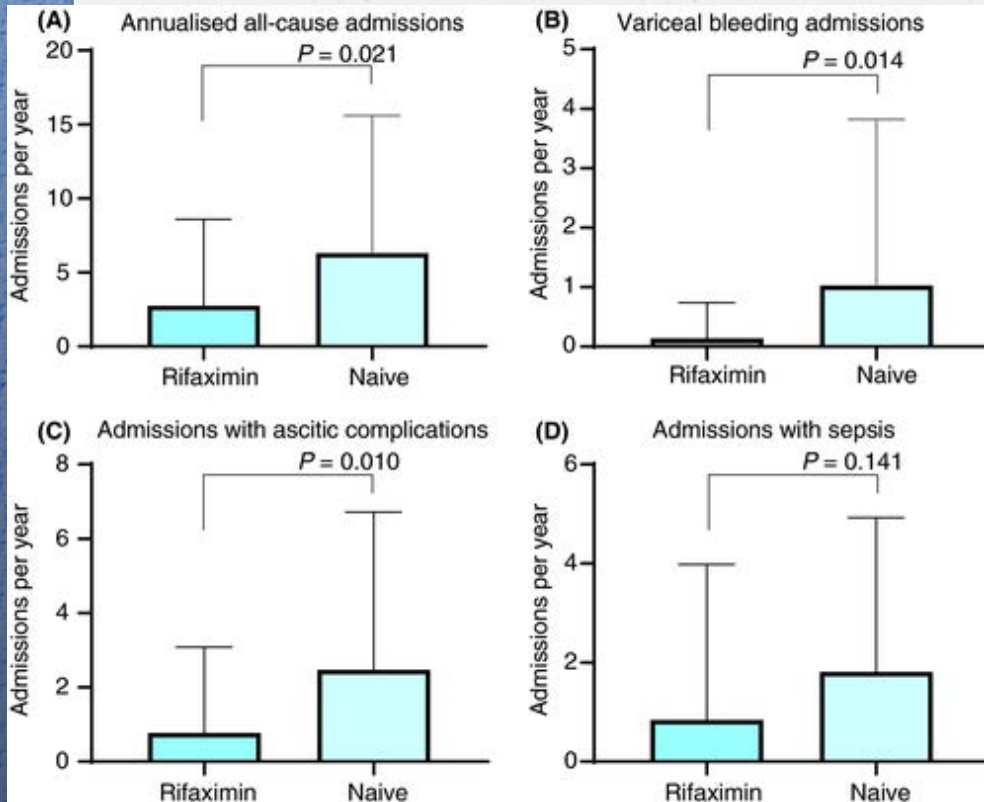 (A) Annualised all-cause admissions
P = 0.021
Admissions per year
20
15
10
5
0
Rifaximin Naive
(B) Variceal bleeding admissions
P = 0.014
Admissions per year
5
4
3
2
1
0
Rifaximin Naive
(C) Admissions with ascitic complications
P = 0.010
Admissions per year
8
6
4
2
0
Rifaximin Naive
(D) Admissions with sepsis
P = 0.141
Admissions per year
6
4
2
0
Rifaximin Naive